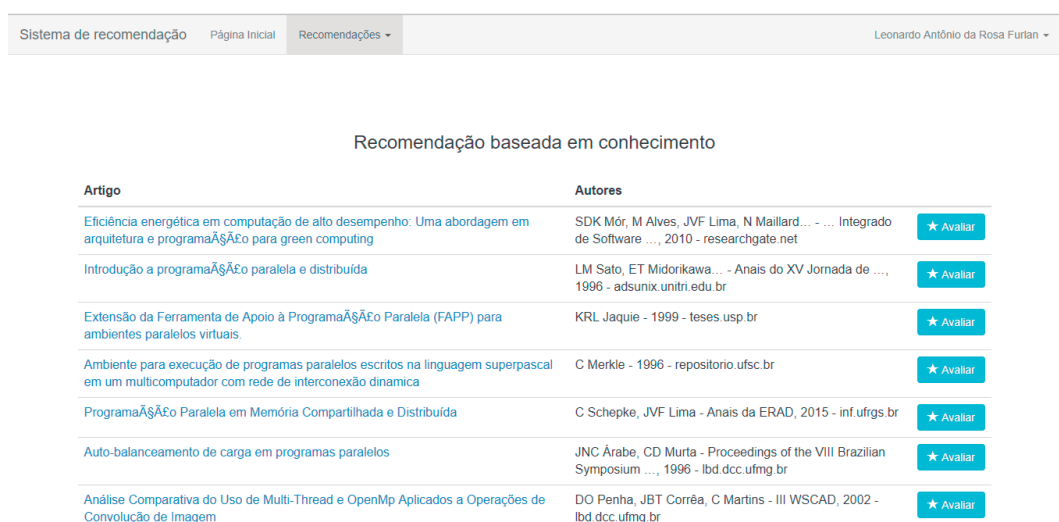 Sistema de recomendação Página Inicial Recomendações Leonardo Antônio da Rosa Furlan
Recomendação baseada em conhecimento
Artigo Autores
Eficiência energética em computação de alto desempenho: Uma abordagem em
arquitetura e programaÃ§Ã£o para green computing
SDK Mór, M Alves, JVF Lima, N Maillard… - … Integrado
de Software …, 2010 - researchgate.net
Avaliar
Introdução a programaÃ§Ã£o paralela e distribuída
LM Sato, ET Midorikawa… - Anais do XV Jornada de …,
1996 - adsunix.unitri.edu.br
Avaliar
Extensão da Ferramenta de Apoio à ProgramaÃ§Ã£o Paralela (FAPP) para
ambientes paralelos virtuais.
KRL Jaquie - 1999 - teses.usp.br
Avaliar
Ambiente para execução de programas paralelos escritos na linguagem superpascal
em um multicomputador com rede de interconexão dinamica
C Merkle - 1996 - repositorio.ufsc.br
Avaliar
ProgramaÃ§Ã£o Paralela em Memória Compartilhada e Distribuída
C Schepke, JVF Lima - Anais da ERAD, 2015 - inf.ufrgs.br
Avaliar
Auto-balanceamento de carga em programas paralelos
JNC Árabe, CD Murta - Proceedings of the VIII Brazilian
Symposium …, 1996 - lbd.dcc.ufmg.br
Avaliar
Análise Comparativa do Uso de Multi-Thread e OpenMp Aplicados a Operações de
Convolução de Imagem
DO Penha, JBT Corrêa, C Martins - III WSCAD, 2002 -
lbd.dcc.ufmg.br
Avaliar